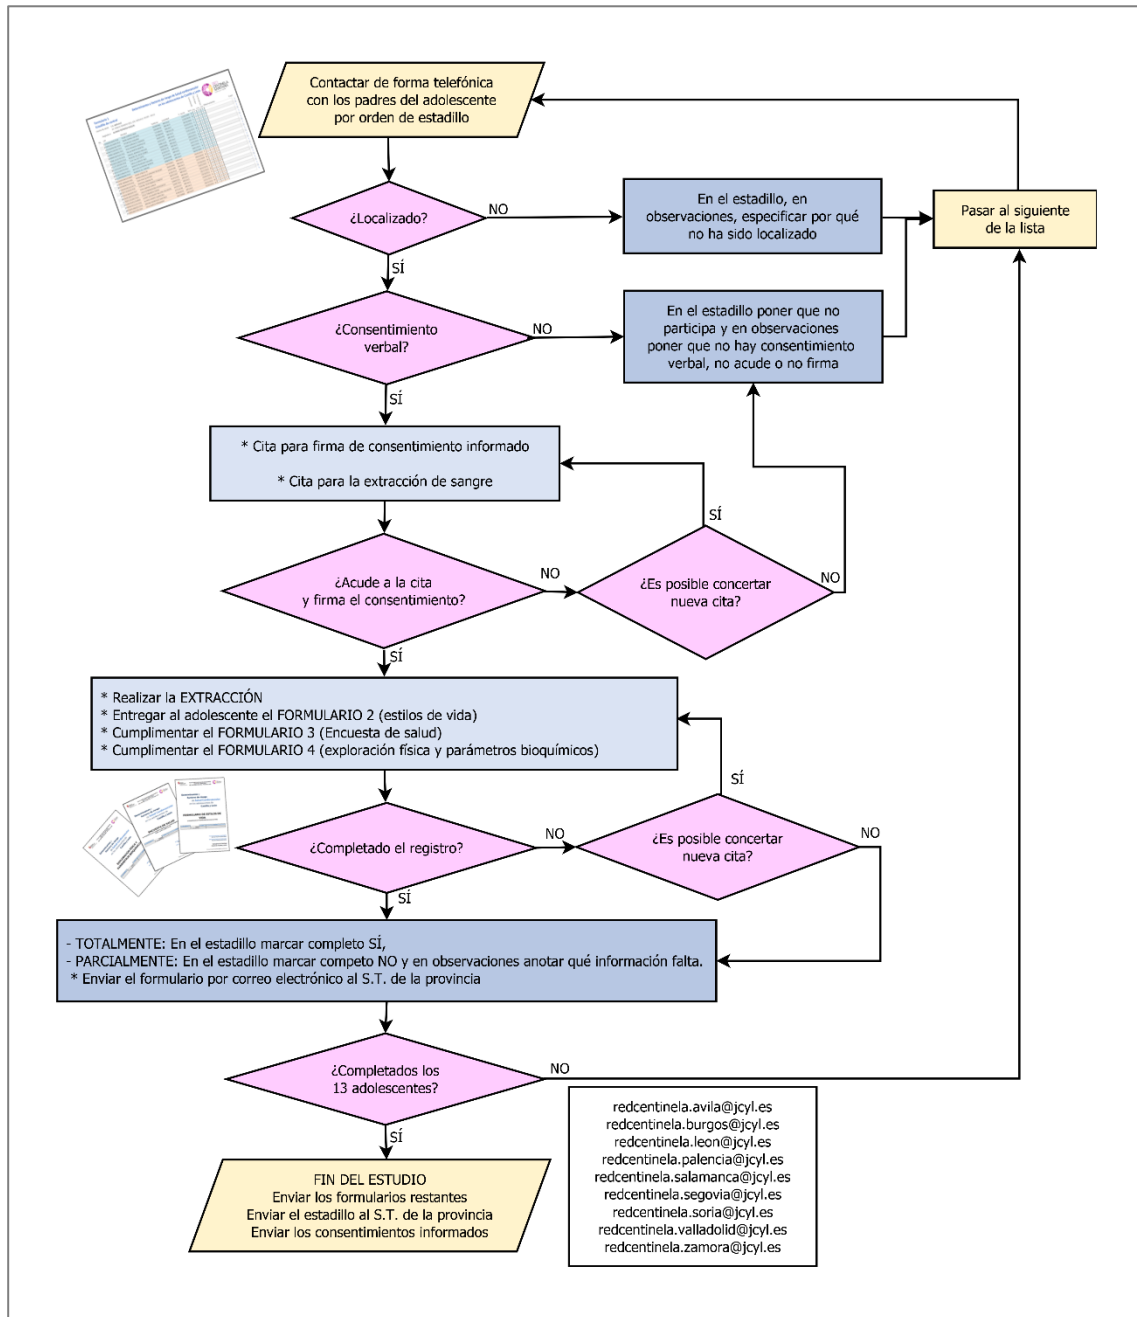 Contactar de forma telefónica
con los padres del adolescente
por orden de estadillo
¿Localizado?
NO
En el estadillo, en
observaciones, especificar por qué
no ha sido localizado
Pasar al siguiente
de la lista
SÍ
¿Consentimiento
verbal?
NO
En el estadillo poner que no
participa y en observaciones
poner que no hay consentimiento
verbal, no acude o no firma
SÍ
* Cita para firma de consentimiento informado
* Cita para la extracción de sangre
¿Acude a la cita
y firma el consentimiento?
NO
SÍ
¿Es posible concertar
nueva cita?
NO
SÍ
* Realizar la EXTRACCIÓN
* Entregar al adolescente el FORMULARIO 2 (estilos de vida)
* Cumplimentar el FORMULARIO 3 (Encuesta de salud)
* Cumplimentar el FORMULARIO 4 (exploración física y parámetros bioquímicos)
¿Completado el registro?
NO
SÍ
¿Es posible concertar
nueva cita?
NO
SÍ
- TOTALMENTE: En el estadillo marcar completo SÍ,
- PARCIALMENTE: En el estadillo marcar competo NO y en observaciones anotar qué información falta.
* Enviar el formulario por correo electrónico al S.T. de la provincia
¿Completados los
13 adolescentes?
NO
SÍ
FIN DEL ESTUDIO
Enviar los formularios restantes
Enviar el estadillo al S.T. de la provincia
Enviar los consentimientos informados
redcentinela.avila@jcyl.es
redcentinela.burgos@jcyl.es
redcentinela.leon@jcyl.es
redcentinela.palencia@jcyl.es
redcentinela.salamanca@jcyl.es
redcentinela.segovia@jcyl.es
redcentinela.soria@jcyl.es
redcentinela.valladolid@jcyl.es
redcentinela.zamora@jcyl.es